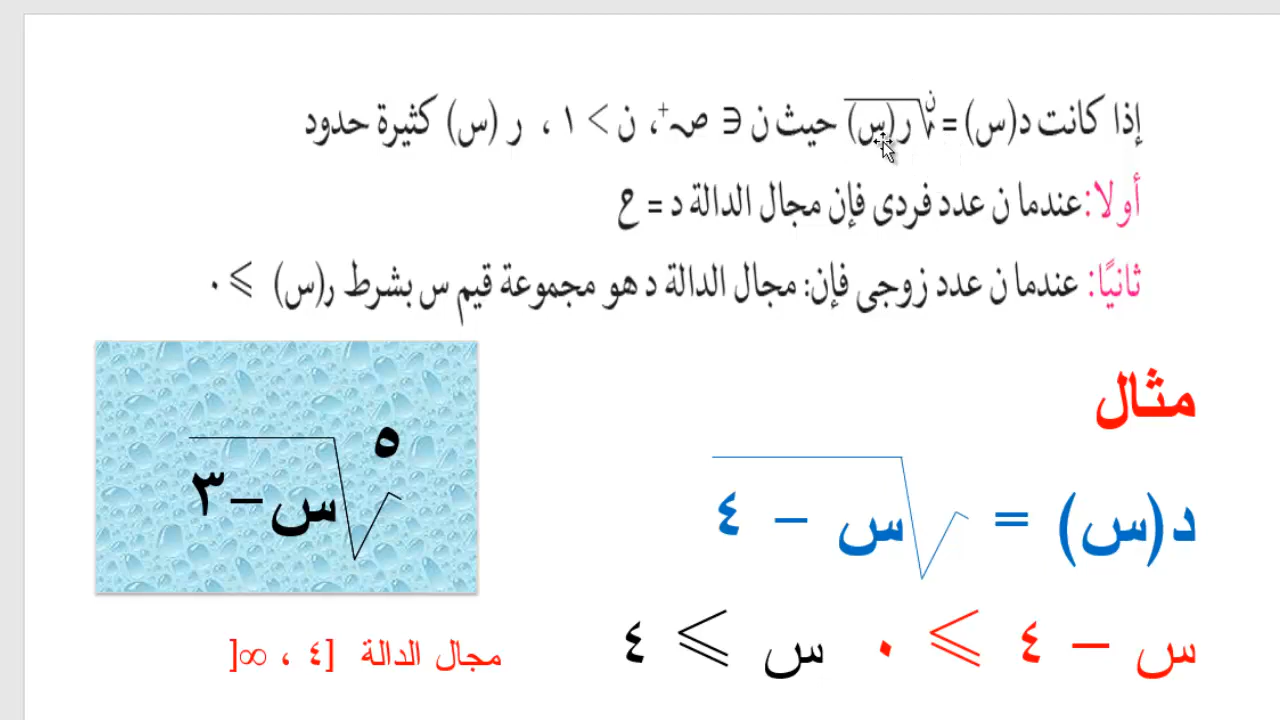 إذا كانت د(س) = ن√ر(س) حيث ن ∈ صـ+، ن > ١ ، ر (س) كثيرة حدود
أولا: عندما ن عدد فردى فإن مجال الدالة د = ع
ثانيًا: عندما ن عدد زوجى فإن: مجال الدالة د هو مجموعة قيم س بشرط ر(س) ⩾ ٠
مثال
د(س) = √س – ٤
٥√س – ٣
س – ٤ ⩾ ٠
س ⩾ ٤
مجال الدالة [٤ ، ∞[